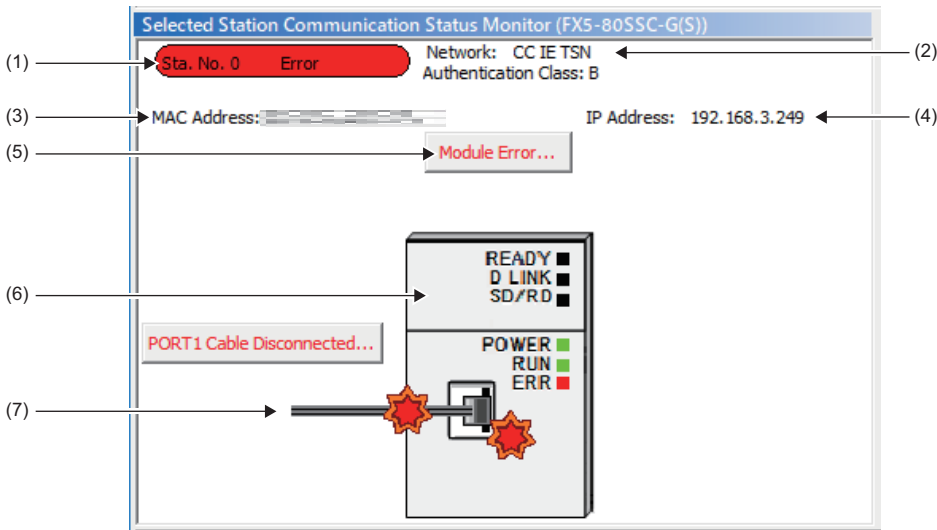 Selected Station Communication Status Monitor (FX5-80SSC-G(S))
(1)
Sta. No. 0 Error
Network: CC IE TSN
(2)
Authentication Class: B
(3)
MAC Address:
IP Address: 192.168.3.249
(4)
(5)
Module Error...
READY
D LINK
(6)
SD/RD
PORT1 Cable Disconnected...
POWER
RUN
ERR
(7)